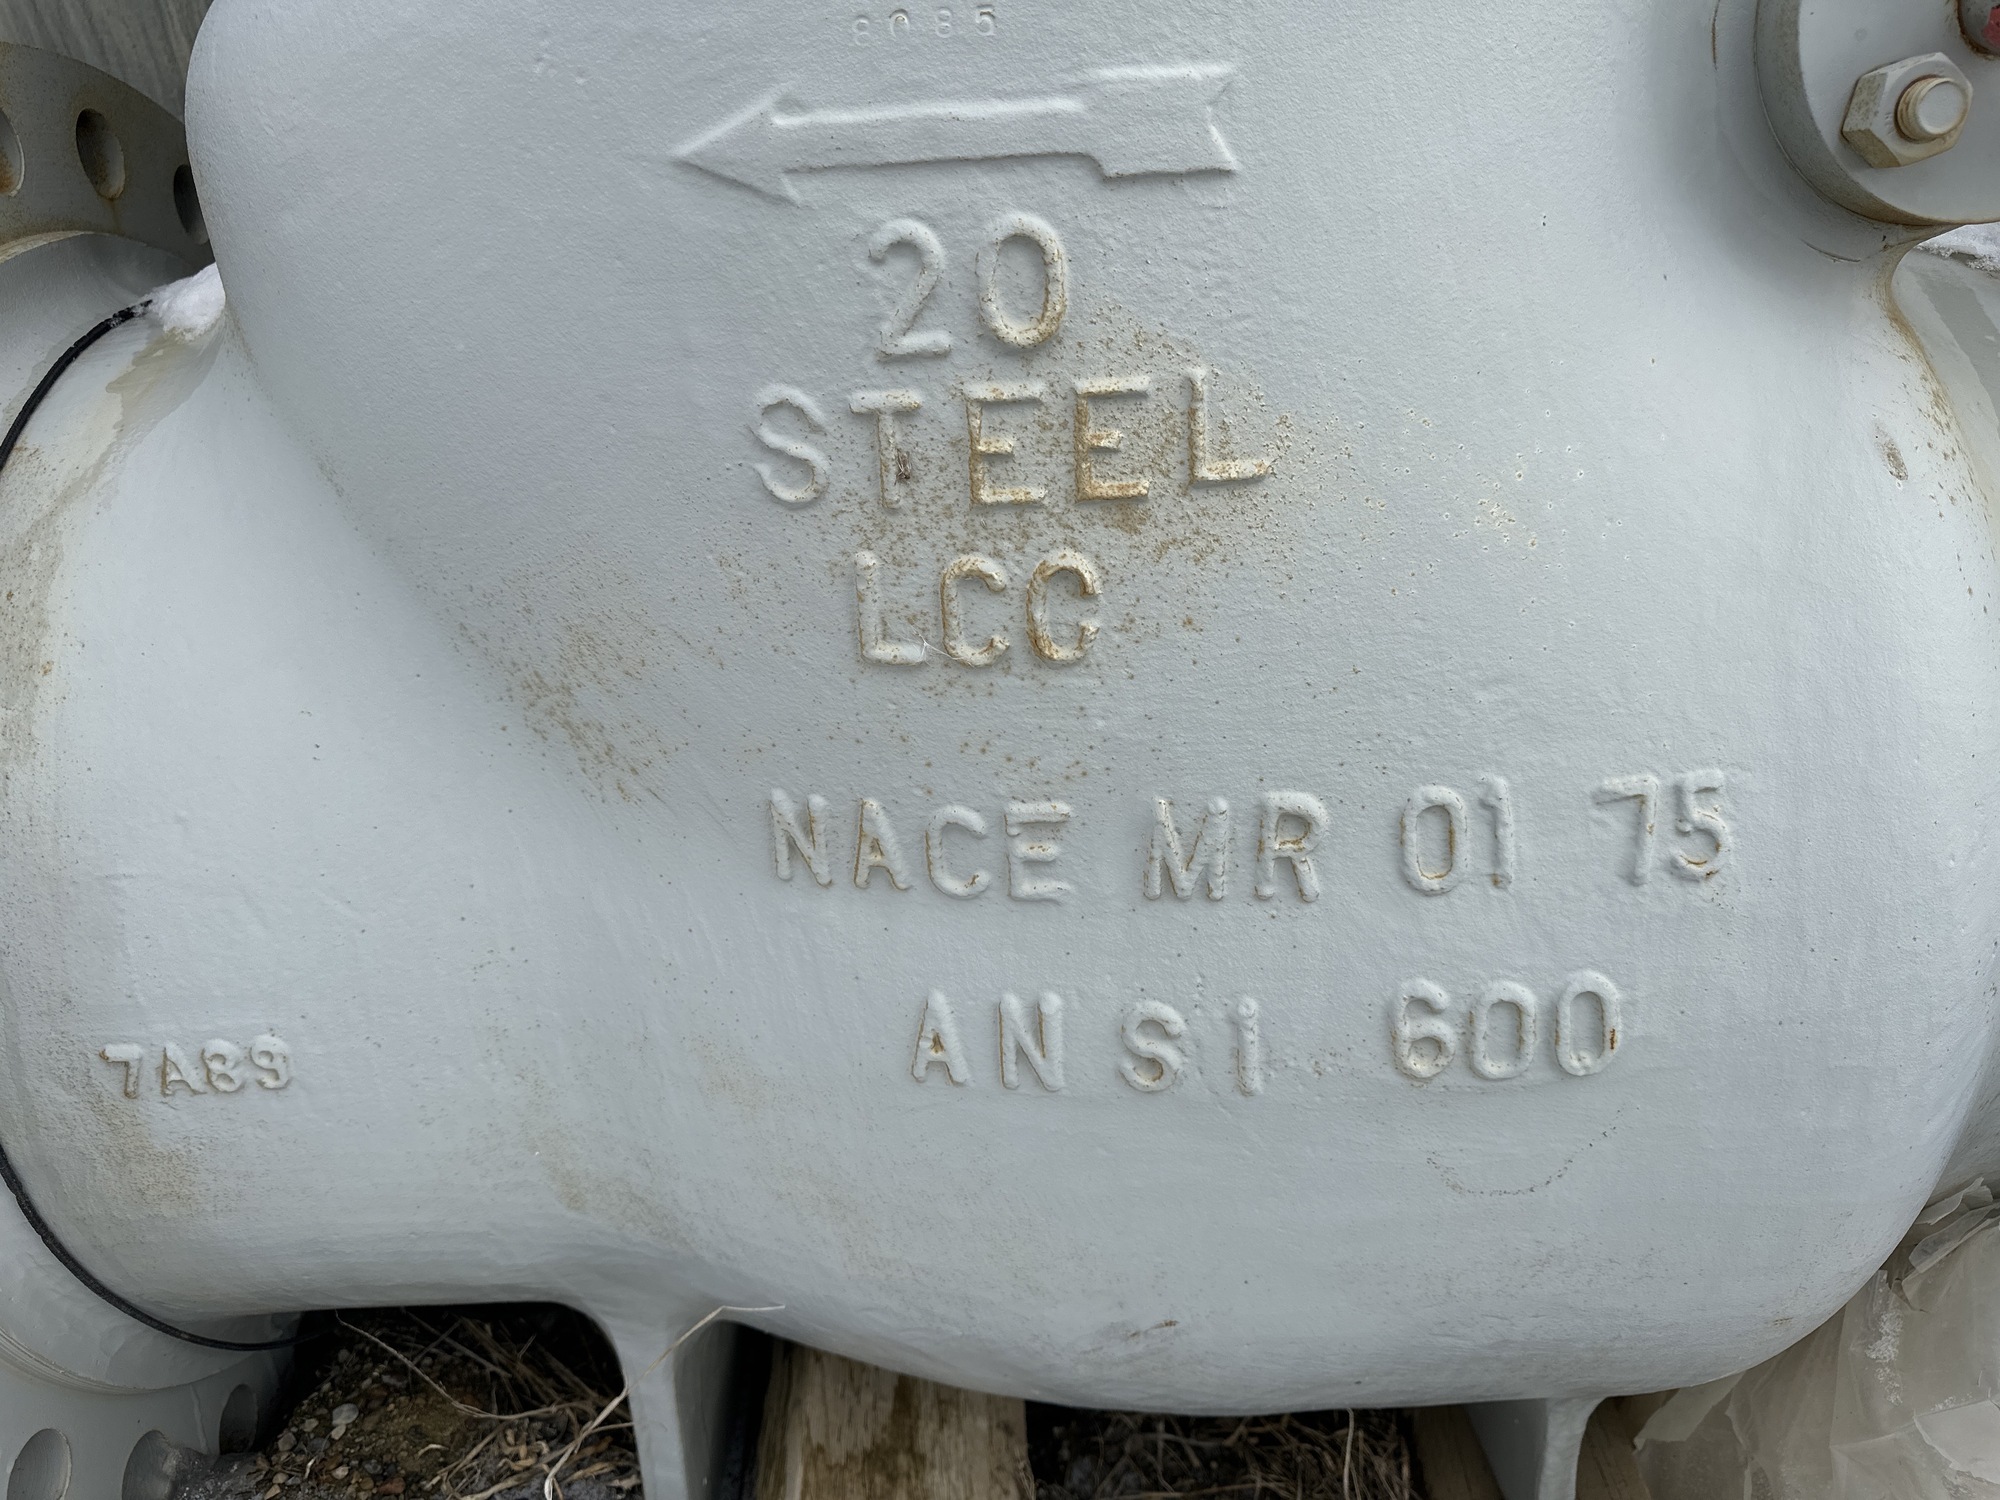 8085
20
STEEL
LCC
NACE MR 01 75
ANSI 600
7A89